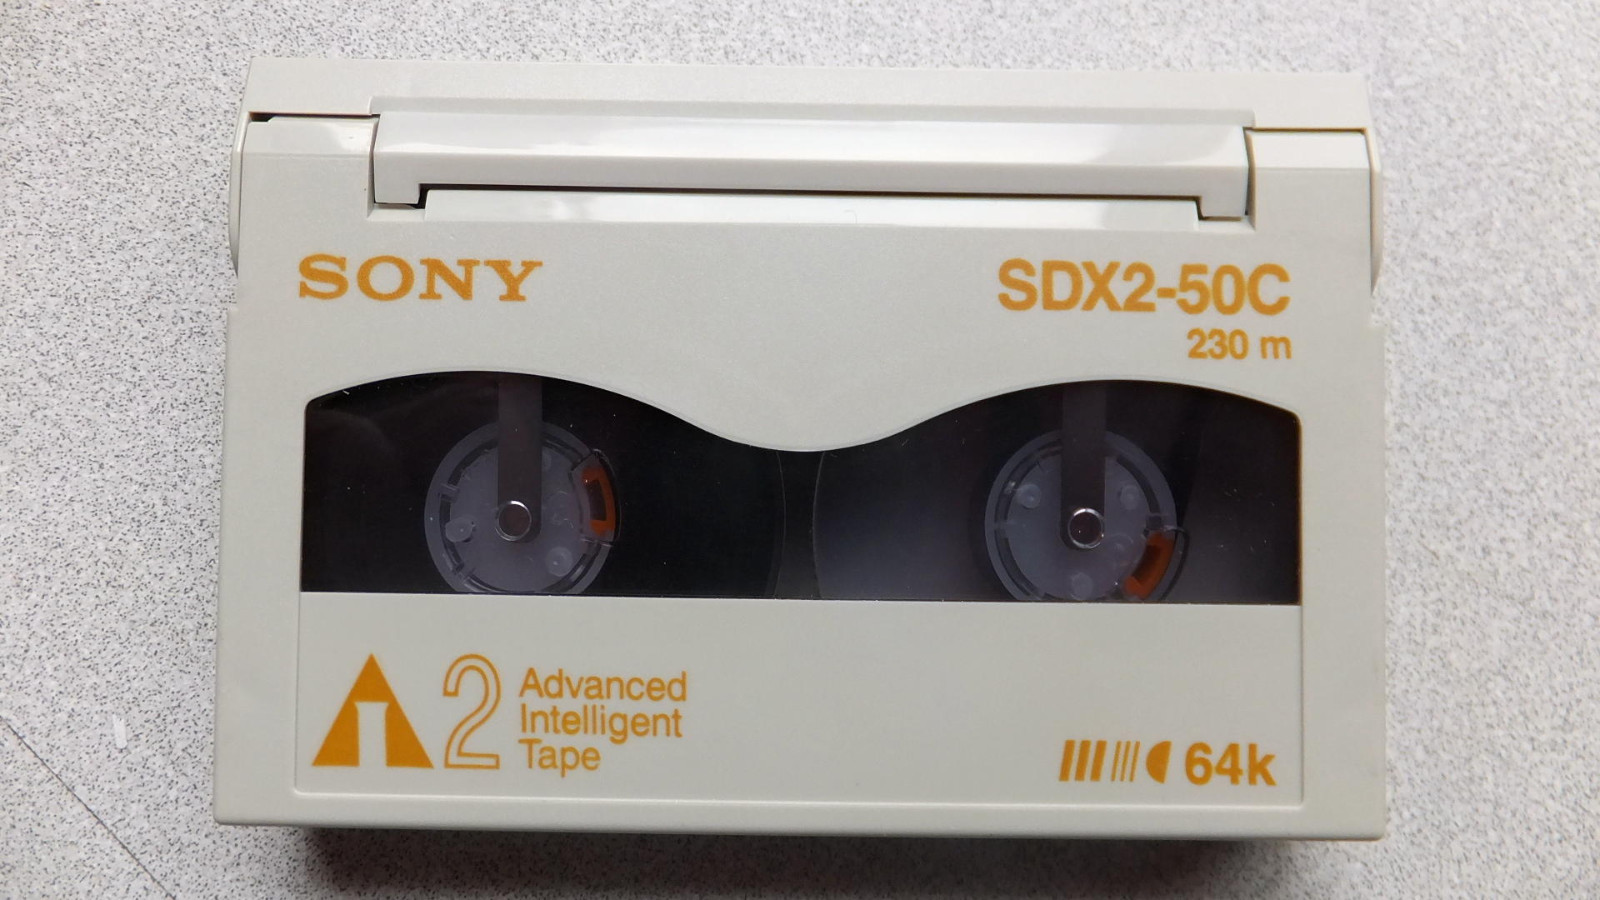 SONY
SDX2-50C
230 m
2
Advanced
Intelligent
Tape
64k